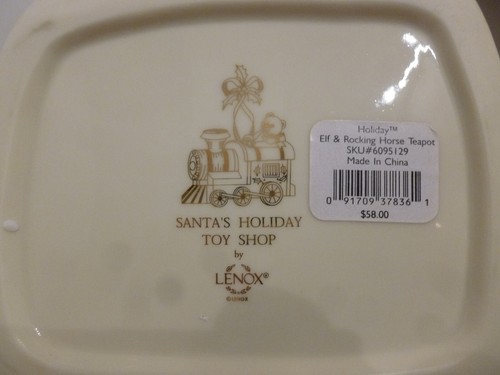 SANTA'S HOLIDAY
TOY SHOP
by
LENOX®
© LENOX
Holiday™
Elf & Rocking Horse Teapot
SKU#6095129
Made In China
0 91709 37836 1
$58.00